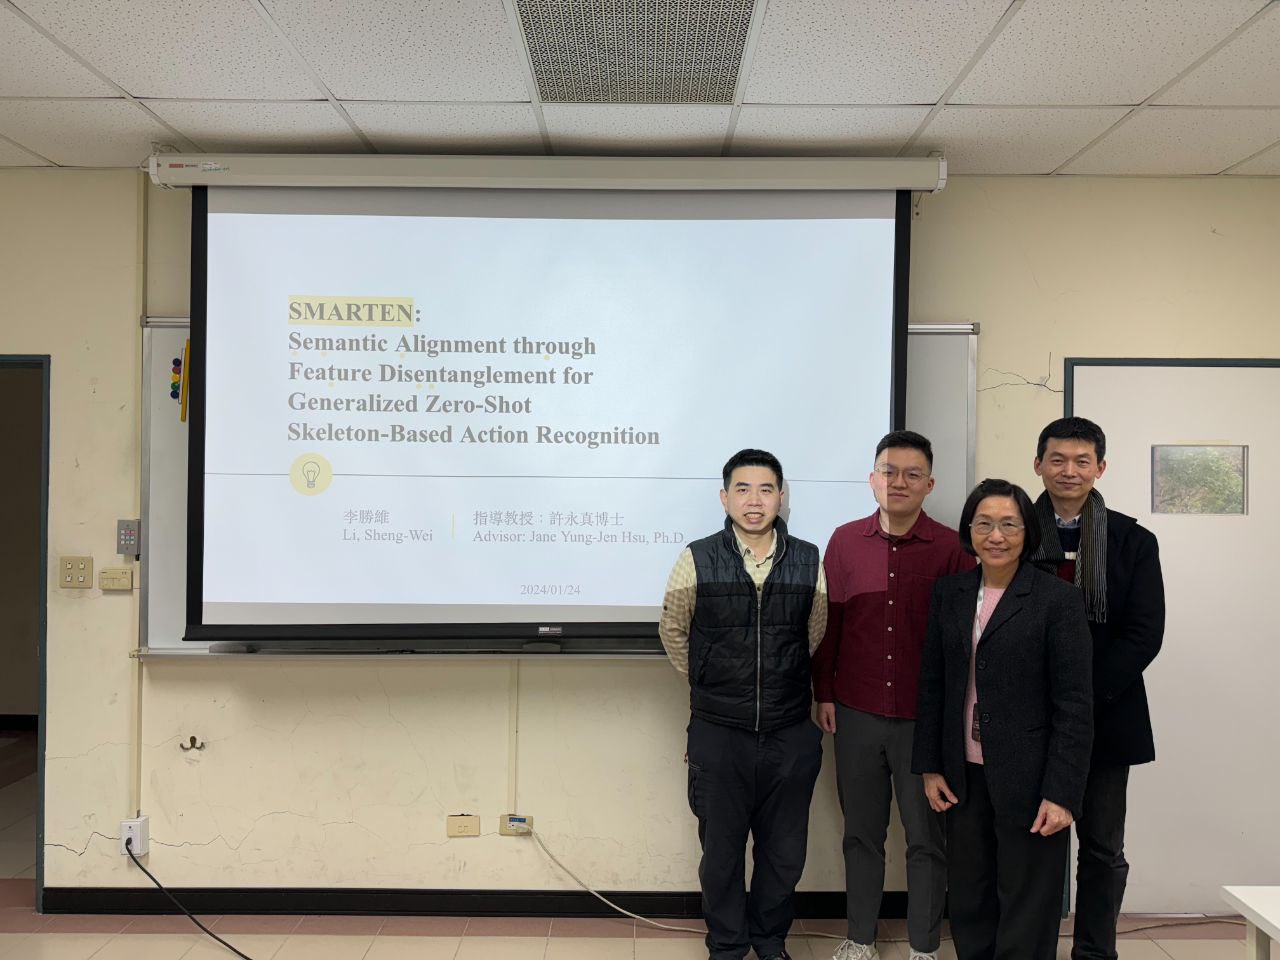 SMARTEN:
Semantic Alignment through
Feature Disentanglement for
Generalized Zero-Shot
Skeleton-Based Action Recognition
李勝維
Li, Sheng-Wei
指導教授：許永真博士
Advisor: Jane Yung-Jen Hsu, Ph.D.
2024/01/24